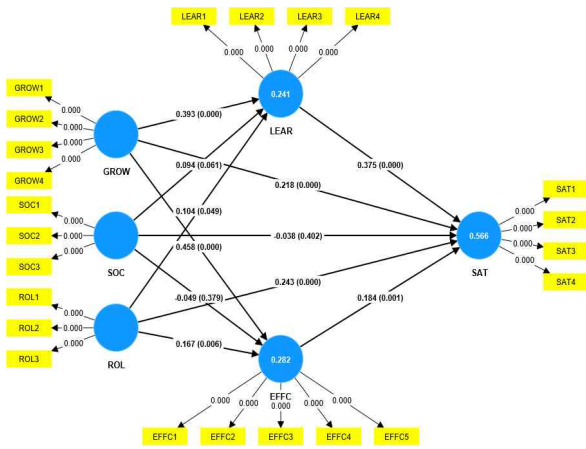 LEAR1 LEAR2 LEAR3 LEAR4
0.000 0.000 0.000 0.000
GROW1
0.000
GROW2 0.000
0.000
GROW3
0.000
GROW4
GROW
0.241
LEAR
0.393 (0.000)
0.375 (0.000)
0.094 (0.061)
0.218 (0.000)
SOC1
0.000
SOC2 0.000
0.000
SOC3
SOC
0.104 (0.049)
0.458 (0.000)
-0.038 (0.402)
SAT1
0.000
SAT2
0.000
0.000
SAT3
0.000
SAT4
0.566
SAT
0.243 (0.000)
-0.049 (0.379)
0.184 (0.001)
ROL1
0.000
ROL2 0.000
0.000
ROL3
ROL
0.167 (0.006)
0.282
EFFC
0.000 0.000 0.000 0.000 0.000
EFFC1 EFFC2 EFFC3 EFFC4 EFFC5